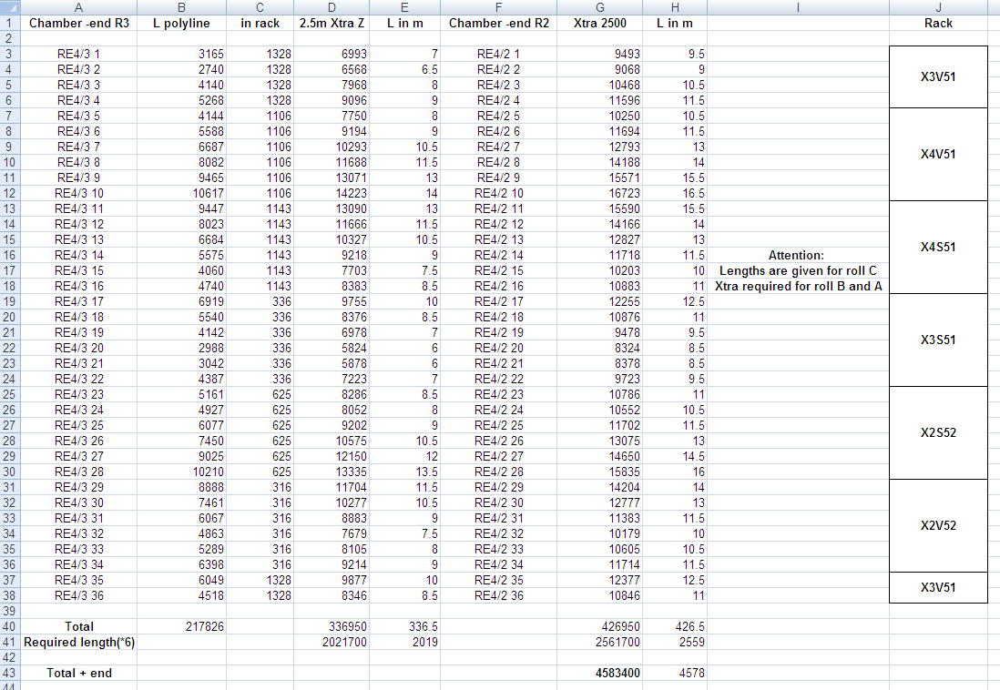 A B C D E F G H I J
1 Chamber -end R3 L polyline in rack 2.5m Xtra Z L in m Chamber -end R2 Xtra 2500 L in m Rack
2
3 RE4/3 1 3165 1328 6993 7 RE4/2 1 9493 9.5
4 RE4/3 2 2740 1328 6568 6.5 RE4/2 2 9068 9
X3V51
5 RE4/3 3 4140 1328 7968 8 RE4/2 3 10468 10.5
6 RE4/3 4 5268 1328 9096 9 RE4/2 4 11596 11.5
7 RE4/3 5 4144 1106 7750 8 RE4/2 5 10250 10.5
8 RE4/3 6 5588 1106 9194 9 RE4/2 6 11694 11.5
9 RE4/3 7 6687 1106 10293 10.5 RE4/2 7 12793 13
X4V51
10 RE4/3 8 8082 1106 11688 11.5 RE4/2 8 14188 14
11 RE4/3 9 9465 1106 13071 13 RE4/2 9 15571 15.5
12 RE4/3 10 10617 1106 14223 14 RE4/2 10 16723 16.5
13 RE4/3 11 9447 1143 13090 13 RE4/2 11 15590 15.5
14 RE4/3 12 8023 1143 11666 11.5 RE4/2 12 14166 14
15 RE4/3 13 6684 1143 10327 10.5 RE4/2 13 12827 13
X4S51
16 RE4/3 14 5575 1143 9218 9 RE4/2 14 11718 11.5 Attention:
17 RE4/3 15 4060 1143 7703 7.5 RE4/2 15 10203 10 Lengths are given for roll C
18 RE4/3 16 4740 1143 8383 8.5 RE4/2 16 10883 11 Xtra required for roll B and A
19 RE4/3 17 6919 336 9755 10 RE4/2 17 12255 12.5
20 RE4/3 18 5540 336 8376 8.5 RE4/2 18 10876 11
21 RE4/3 19 4142 336 6978 7 RE4/2 19 9478 9.5
X3S51
22 RE4/3 20 2988 336 5824 6 RE4/2 20 8324 8.5
23 RE4/3 21 3042 336 5878 6 RE4/2 21 8378 8.5
24 RE4/3 22 4387 336 7223 7 RE4/2 22 9723 9.5
25 RE4/3 23 5161 625 8286 8.5 RE4/2 23 10786 11
26 RE4/3 24 4927 625 8052 8 RE4/2 24 10552 10.5
27 RE4/3 25 6077 625 9202 9 RE4/2 25 11702 11.5
X2S52
28 RE4/3 26 7450 625 10575 10.5 RE4/2 26 13075 13
29 RE4/3 27 9025 625 12150 12 RE4/2 27 14650 14.5
30 RE4/3 28 10210 625 13335 13.5 RE4/2 28 15835 16
31 RE4/3 29 8888 316 11704 11.5 RE4/2 29 14204 14
32 RE4/3 30 7461 316 10277 10.5 RE4/2 30 12777 13
33 RE4/3 31 6067 316 8883 9 RE4/2 31 11383 11.5
X2V52
34 RE4/3 32 4863 316 7679 7.5 RE4/2 32 10179 10
35 RE4/3 33 5289 316 8105 8 RE4/2 33 10605 10.5
36 RE4/3 34 6398 316 9214 9 RE4/2 34 11714 11.5
37 RE4/3 35 6049 1328 9877 10 RE4/2 35 12377 12.5
X3V51
38 RE4/3 36 4518 1328 8346 8.5 RE4/2 36 10846 11
39
40 Total 217826 336950 336.5 426950 426.5
41 Required length(*6) 2021700 2019 2561700 2559
42
43 Total + end 4583400 4578
44